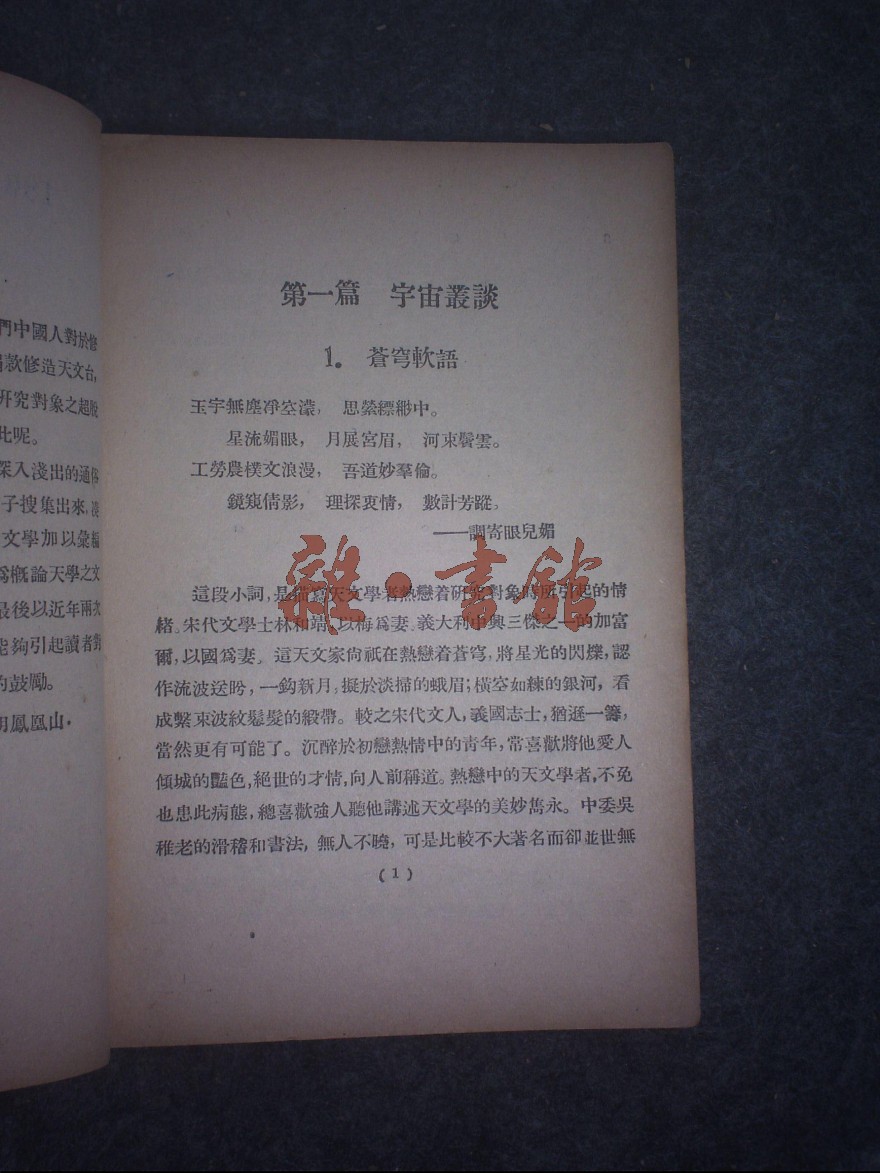 們中國人對於修
捐款修造天文台,
研究對象之超脫
比呢。
深入淺出的通俗
子搜集出來,
文學加以彙編
爲概論天學之文
最後以近年兩次
能夠引起讀者對
的鼓勵。
明鳳凰山·
第一篇 宇宙叢談
1. 蒼穹軟語
玉宇無塵凈空濛, 思縈縹緲中。
星流媚眼, 月展宮眉, 河束鬢雲。
工勞農樸文浪漫, 吾道妙羣倫。
鏡窺倩影, 理探衷情, 數計芳蹤。
——調寄眼兒媚
這段小詞,是描寫天文學者熱戀着研究對象時所引起的情
緒。宋代文學士林和靖,以梅爲妻。義大利中興三傑之一的加富
爾,以國爲妻。這天文家尙祇在熱戀着蒼穹,將星光的閃爍,認
作流波送盻,一鈎新月,擬於淡掃的蛾眉;橫空如練的銀河,看
成繫束波紋鬆髮的緞帶。較之宋代文人,義國志士,猶遜一籌,
當然更有可能了。沉醉於初戀熱情中的靑年,常喜歡將他愛人
傾城的豔色,絕世的才情,向人前稱道。熱戀中的天文學者,不免
也患此病態,總喜歡強人聽他講述天文學的美妙雋永。中委吳
稚老的滑稽和書法,無人不曉,可是比較不大著名而卻並世無
(1)
雜·書館